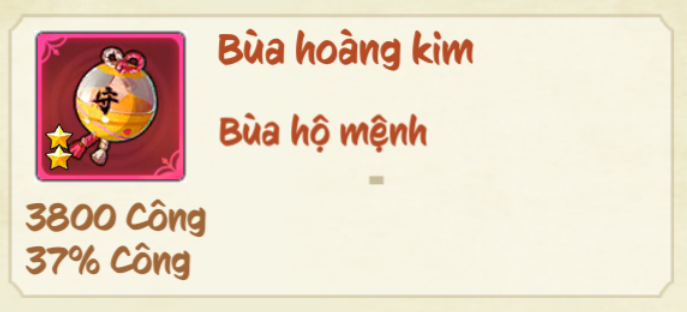 Bùa hoàng kim
Bùa hộ mệnh
守
3800 Công
37% Công